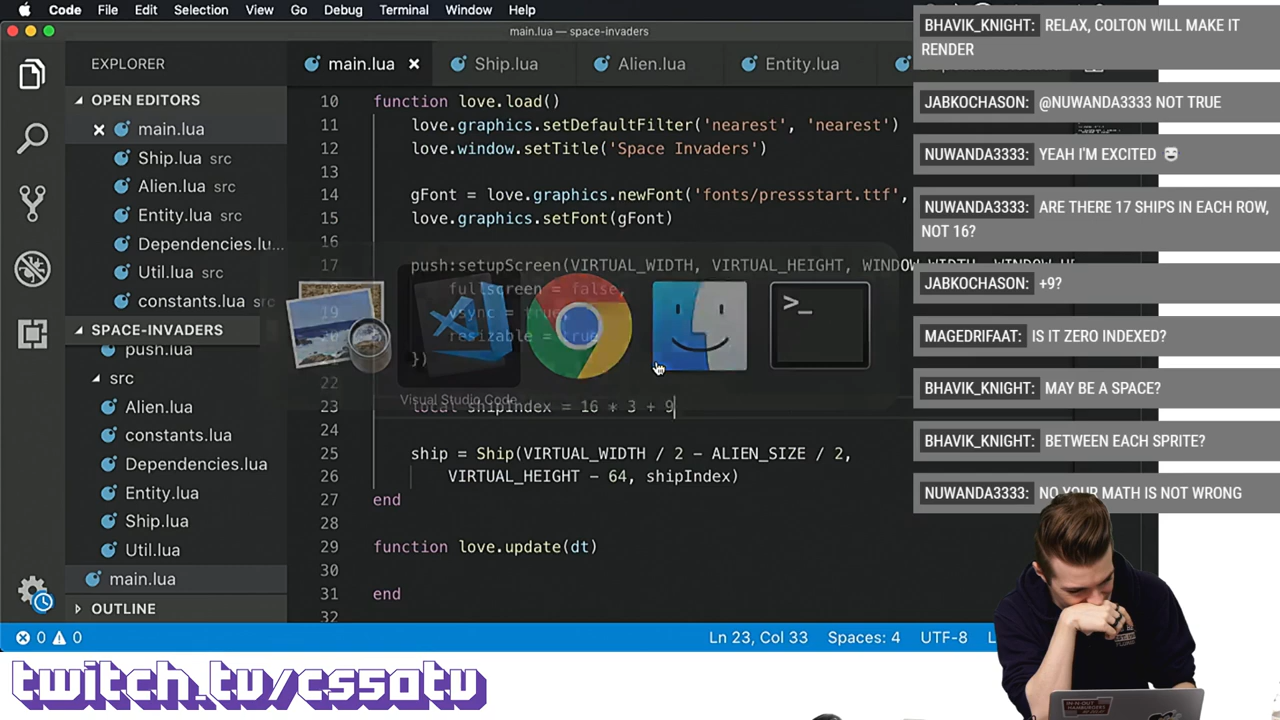 Code File Edit Selection View Go Debug Terminal Window Help
main.lua — space-invaders
EXPLORER
OPEN EDITORS
main.lua
Ship.lua src
Alien.lua src
Entity.lua src
Dependencies.lu...
Util.lua src
constants.lua src
SPACE-INVADERS
push.lua
src
Alien.lua
constants.lua
Dependencies.lua
Entity.lua
Ship.lua
Util.lua
main.lua
OUTLINE
main.lua Ship.lua Alien.lua Entity.lua
10 function love.load()
11 love.graphics.setDefaultFilter('nearest', 'nearest')
12 love.window.setTitle('Space Invaders')
13
14 gFont = love.graphics.newFont('fonts/pressstart.ttf',
15 love.graphics.setFont(gFont)
16
17 push:setupScreen(VIRTUAL_WIDTH, VIRTUAL_HEIGHT, WINDOW_WIDTH, WINDOW_H
fullscreen = false,
vsync = true,
resizable = true
})
22
23 local shipIndex = 16 * 3 + 9
24
25 ship = Ship(VIRTUAL_WIDTH / 2 - ALIEN_SIZE / 2,
26 VIRTUAL_HEIGHT - 64, shipIndex)
27 end
28
29 function love.update(dt)
30
31 end
32
Visual Studio Code
0 0 Ln 23, Col 33 Spaces: 4 UTF-8
BHAVIK_KNIGHT: RELAX, COLTON WILL MAKE IT
RENDER
JABKOCHASON: @NUWANDA3333 NOT TRUE
NUWANDA3333: YEAH I'M EXCITED
NUWANDA3333: ARE THERE 17 SHIPS IN EACH ROW,
NOT 16?
JABKOCHASON: +9?
MAGEDRIFAAT: IS IT ZERO INDEXED?
BHAVIK_KNIGHT: MAY BE A SPACE?
BHAVIK_KNIGHT: BETWEEN EACH SPRITE?
NUWANDA3333: NO YOUR MATH IS NOT WRONG
twitch.tv/cs50tv